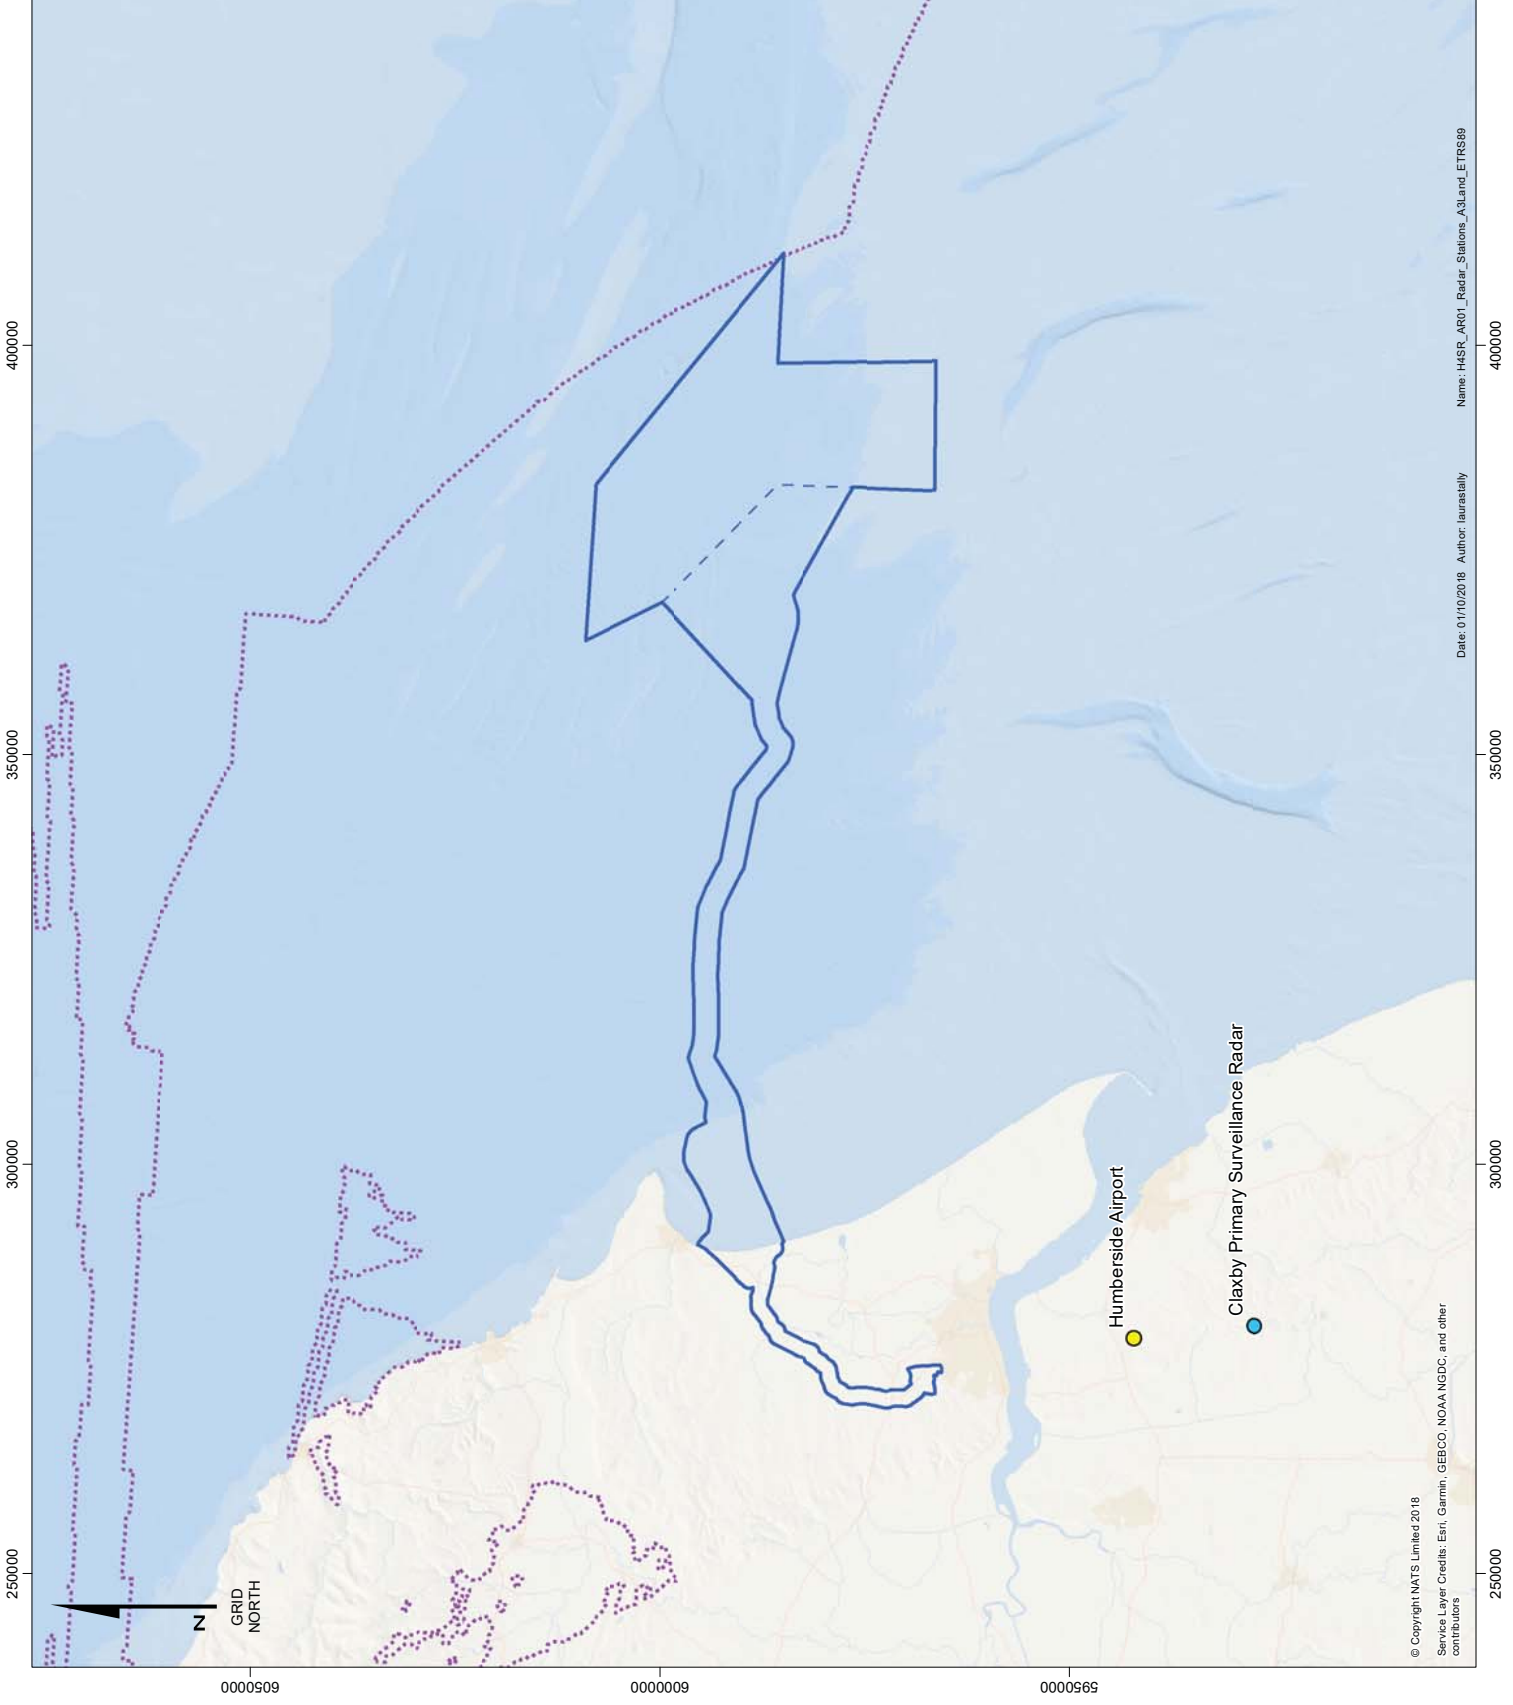 250000
300000
350000
400000
GRID
NORTH
N
6050000
6000000
5950000
Humberside Airport
Claxby Primary Surveillance Radar
© Copyright NATS Limited 2018
Service Layer Credits: Esri, Garmin, GEBCO, NOAA NGDC, and other
contributors
Date: 01/10/2018 Author: laurastally Name: H4SR_AR01_Radar_Stations_A3Land_ETRS89
250000
300000
350000
400000